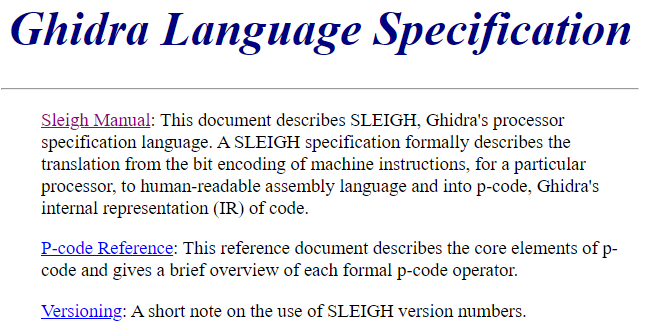 Ghidra Language Specification
Sleigh Manual: This document describes SLEIGH, Ghidra's processor
specification language. A SLEIGH specification formally describes the
translation from the bit encoding of machine instructions, for a particular
processor, to human-readable assembly language and into p-code, Ghidra's
internal representation (IR) of code.
P-code Reference: This reference document describes the core elements of p-
code and gives a brief overview of each formal p-code operator.
Versioning: A short note on the use of SLEIGH version numbers.